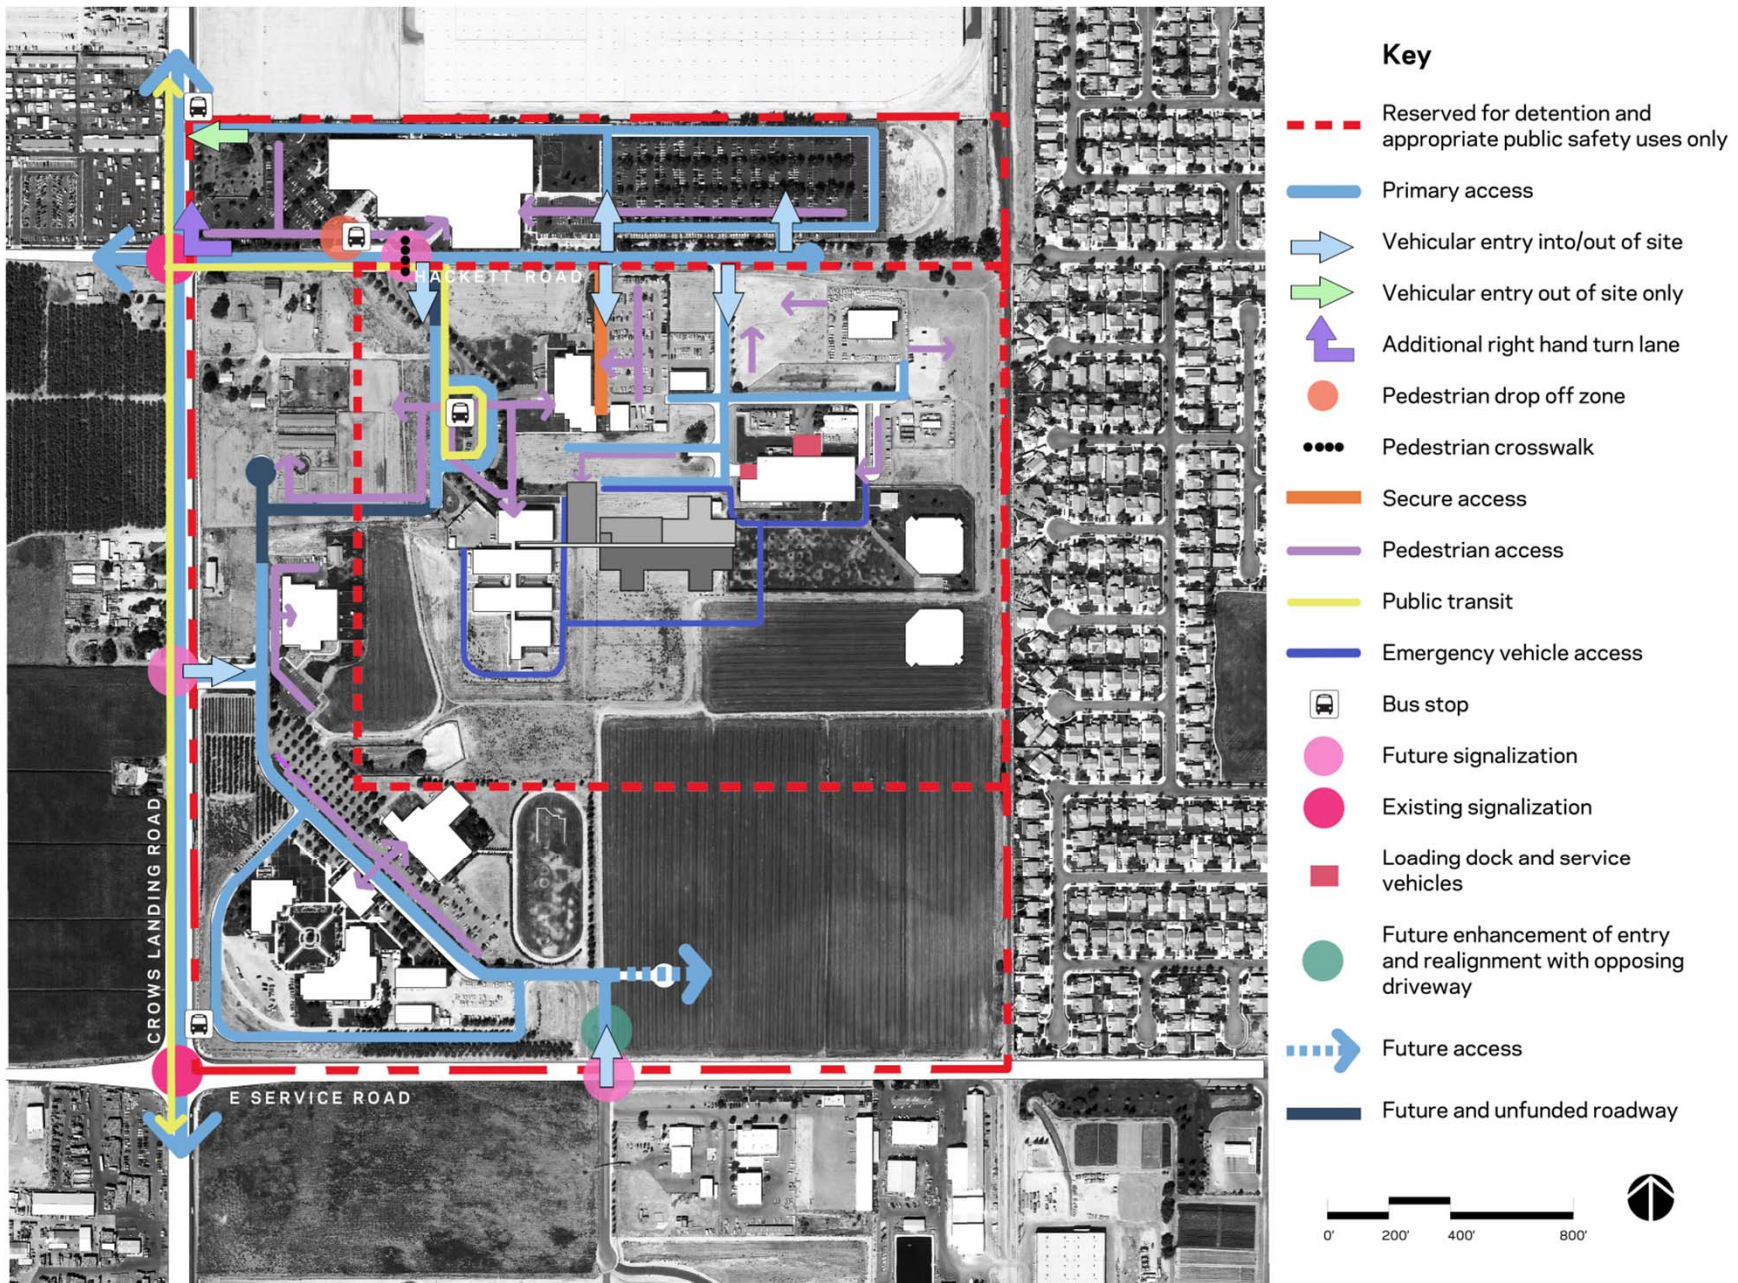 HACKETT ROAD
CROWS LANDING ROAD
E SERVICE ROAD
Key
Reserved for detention and
appropriate public safety uses only
Primary access
Vehicular entry into/out of site
Vehicular entry out of site only
Additional right hand turn lane
Pedestrian drop off zone
Pedestrian crosswalk
Secure access
Pedestrian access
Public transit
Emergency vehicle access
Bus stop
Future signalization
Existing signalization
Loading dock and service
vehicles
Future enhancement of entry
and realignment with opposing
driveway
Future access
Future and unfunded roadway
0' 200' 400' 800'